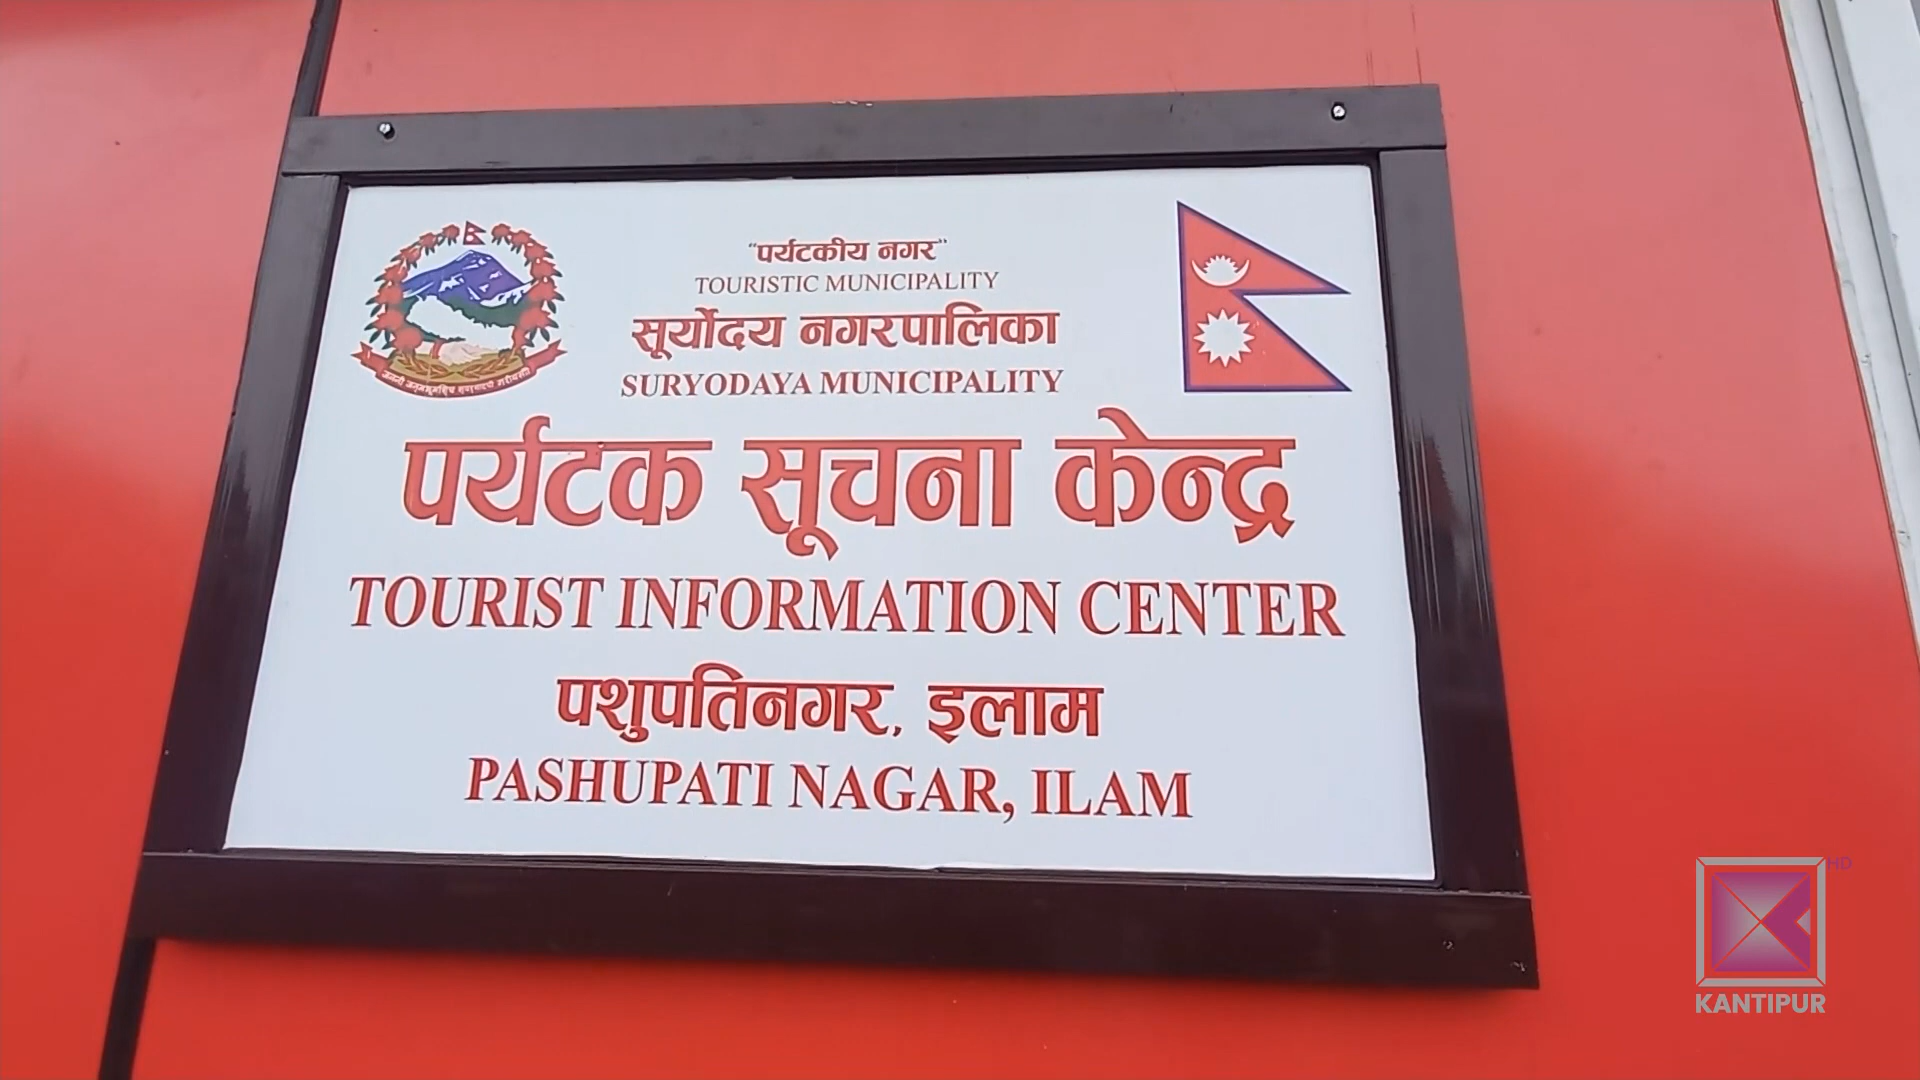 "पर्यटकीय नगर"
TOURISTIC MUNICIPALITY
सूर्योदय नगरपालिका
SURYODAYA MUNICIPALITY
पर्यटक सूचना केन्द्र
TOURIST INFORMATION CENTER
पशुपतिनगर, इलाम
PASHUPATI NAGAR, ILAM
HD
KANTIPUR